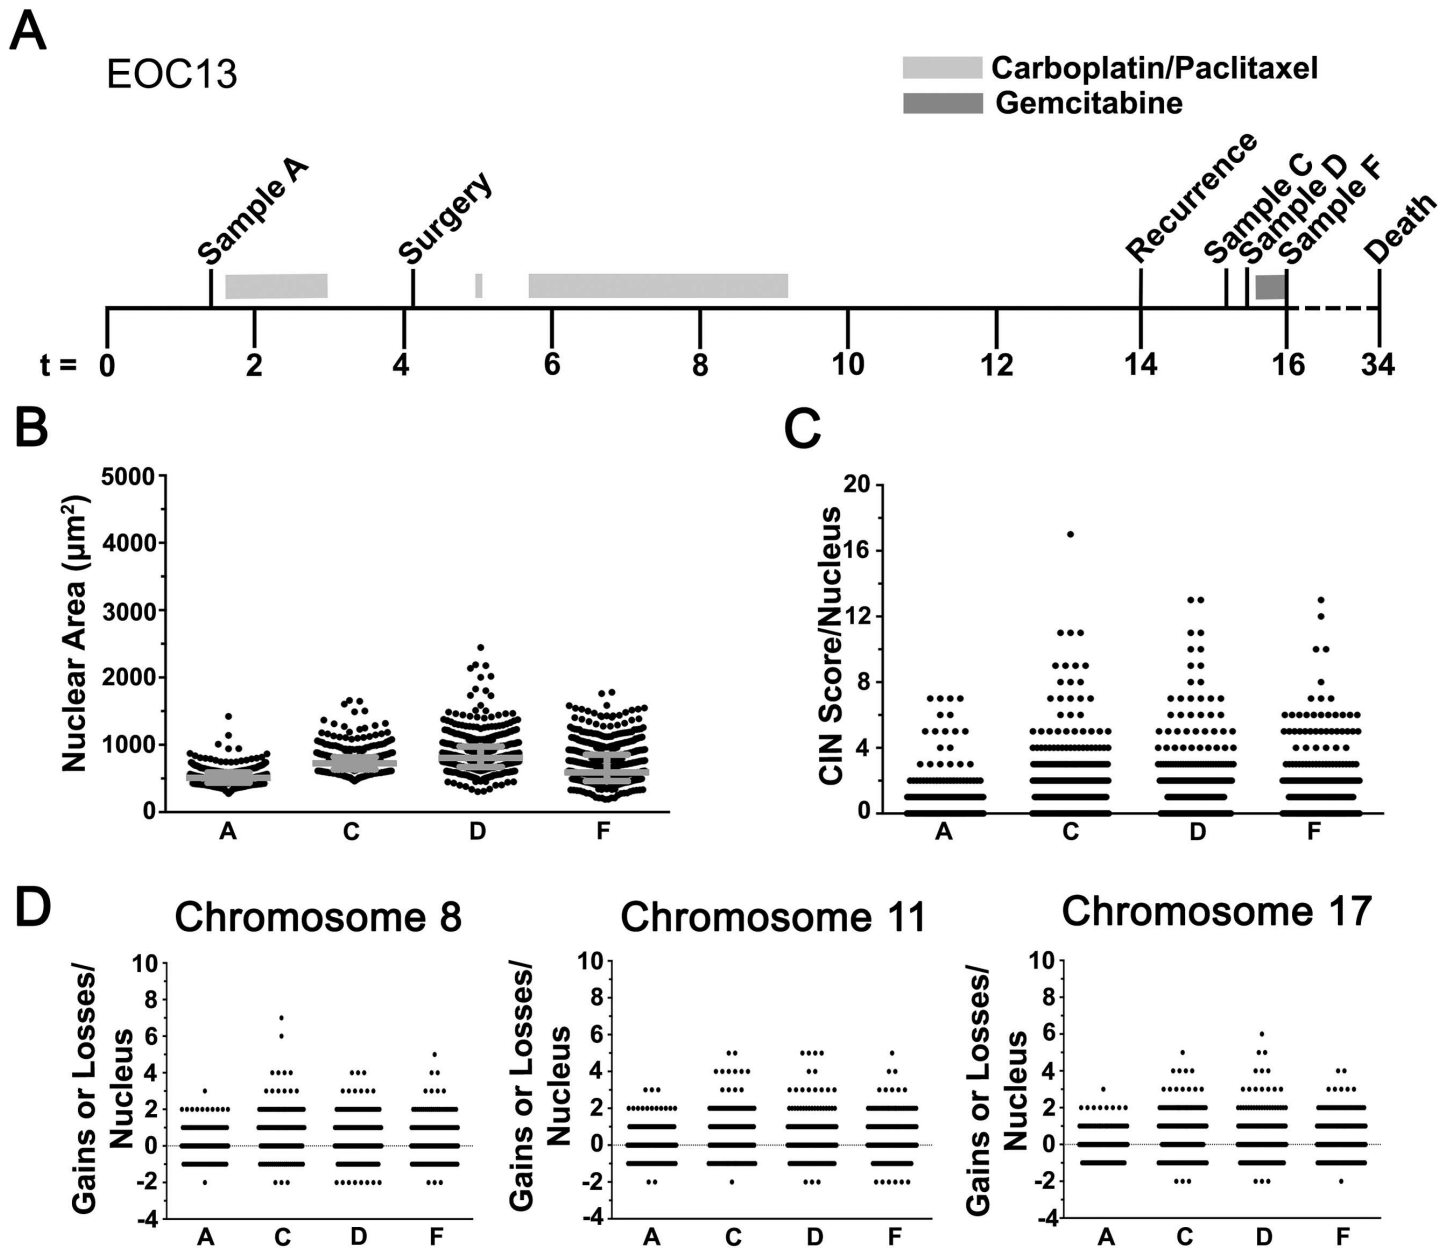 A
EOC13
Carboplatin/Paclitaxel
Gemcitabine
Sample A
Surgery
Recurrence
Sample C
Sample D
Sample F
Death
t = 0 2 4 6 8 10 12 14 16 34
B
Nuclear Area (µm²)
5000
4000
3000
2000
1000
0
A C D F
C
CIN Score/Nucleus
20
16
12
8
4
0
A C D F
D
Chromosome 8
Gains or Losses/
Nucleus
10
8
6
4
2
0
-2
-4
A C D F
Chromosome 11
Gains or Losses/
Nucleus
10
8
6
4
2
0
-2
-4
A C D F
Chromosome 17
Gains or Losses/
Nucleus
10
8
6
4
2
0
-2
-4
A C D F